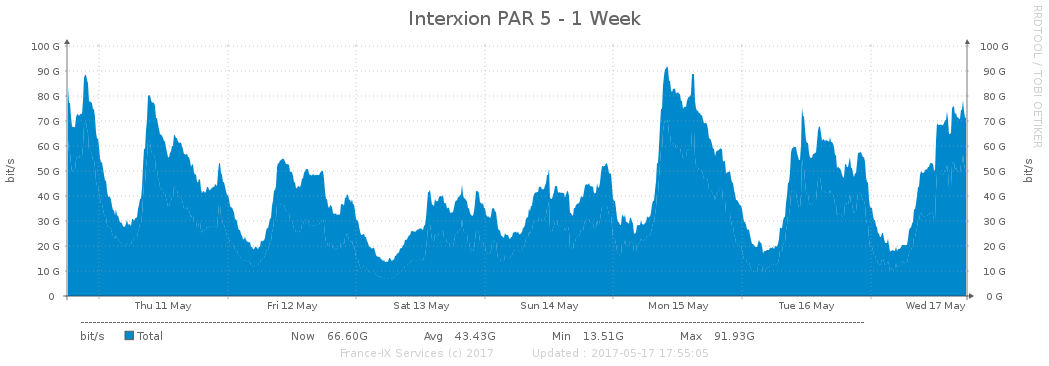 Interxion PAR 5 - 1 Week
RRDTOOL / TOBI OETIKER
bit/s
100 G
90 G
80 G
70 G
60 G
50 G
40 G
30 G
20 G
10 G
0
100 G
90 G
80 G
70 G
60 G
50 G
40 G
30 G
20 G
10 G
0 G
bit/s
Thu 11 May Fri 12 May Sat 13 May Sun 14 May Mon 15 May Tue 16 May Wed 17 May
bit/s Total Now 66.60G Avg 43.43G Min 13.51G Max 91.93G
France-IX Services (c) 2017 Updated : 2017-05-17 17:55:05